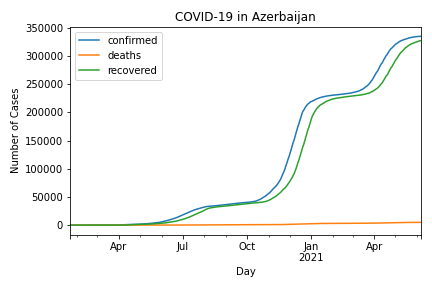 COVID-19 in Azerbaijan
confirmed
deaths
recovered
Number of Cases
350000
300000
250000
200000
150000
100000
50000
0
Apr
Jul
Oct
Jan
2021
Apr
Day